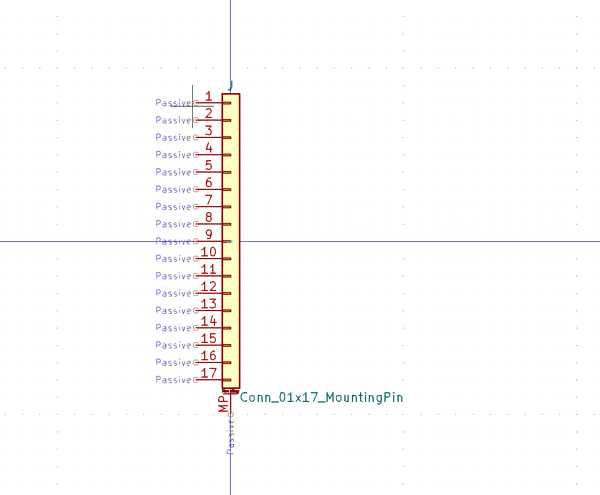 J
Passive 1
Passive 2
Passive 3
Passive 4
Passive 5
Passive 6
Passive 7
Passive 8
Passive 9
Passive 10
Passive 11
Passive 12
Passive 13
Passive 14
Passive 15
Passive 16
Passive 17
MP Conn_01x17_MountingPin
Passive